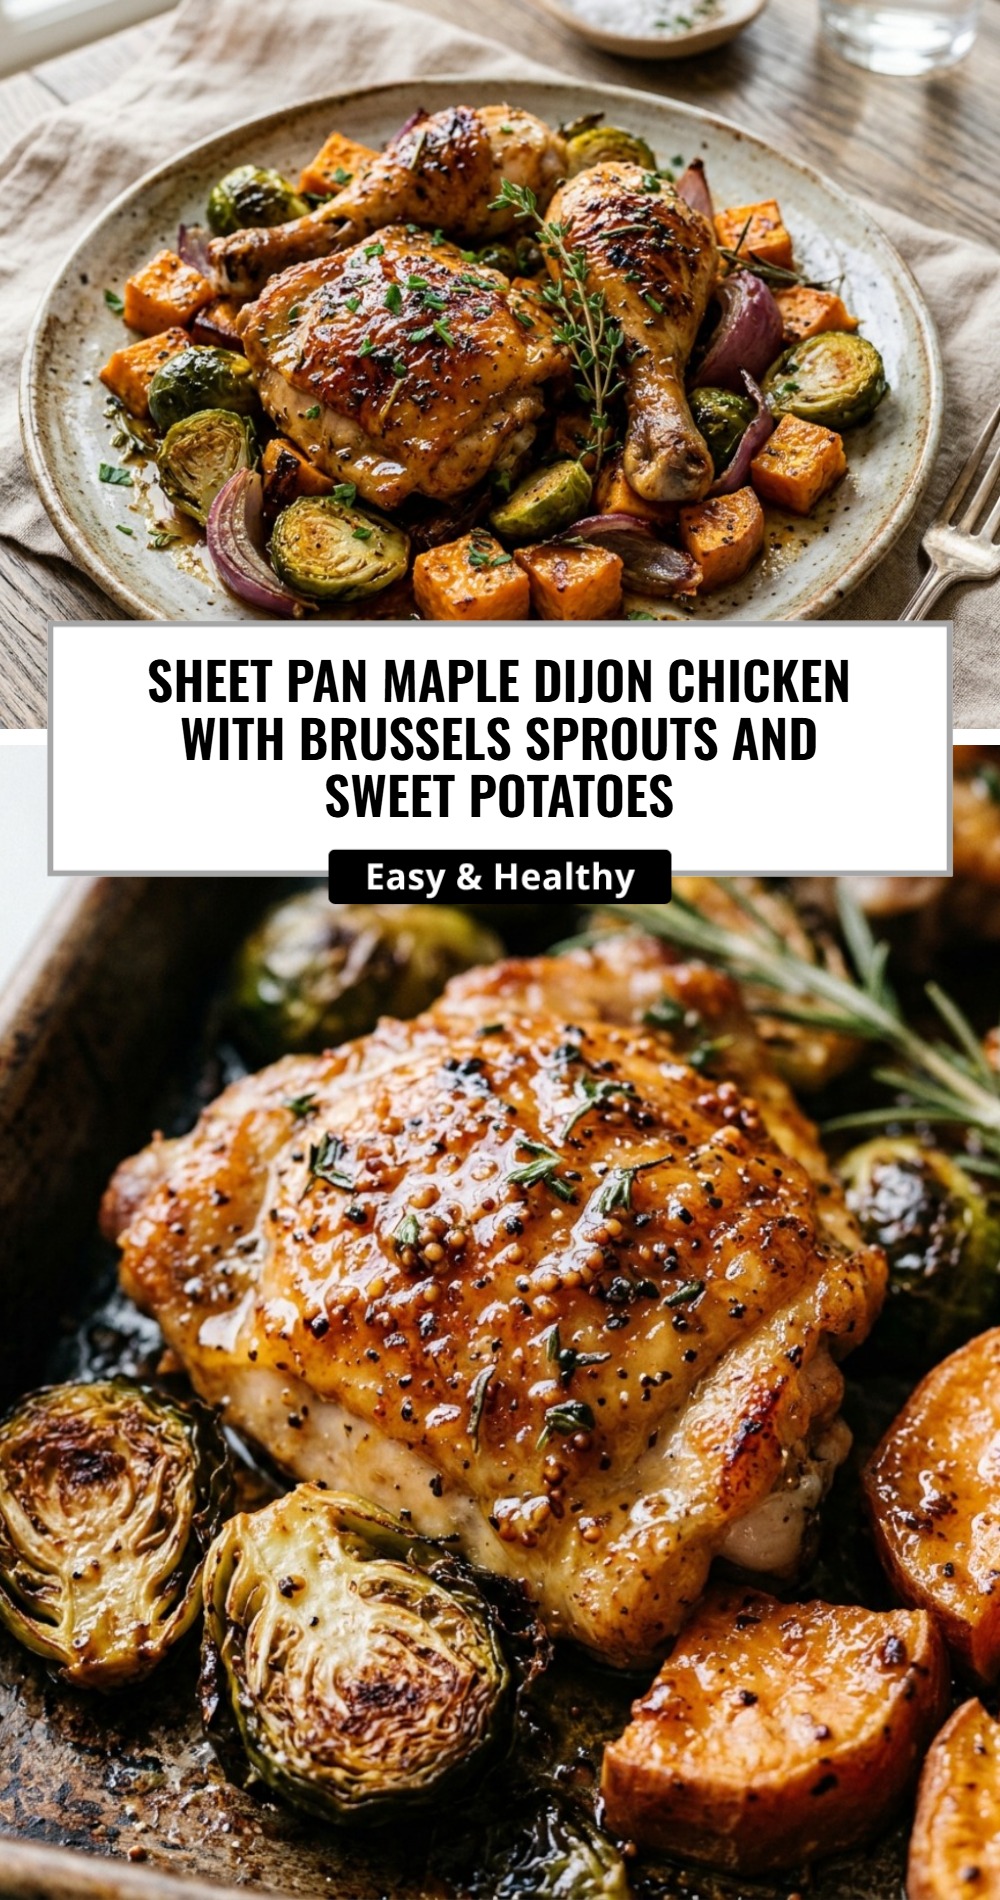 SHEET PAN MAPLE DIJON CHICKEN
WITH BRUSSELS SPROUTS AND
SWEET POTATOES
Easy & Healthy